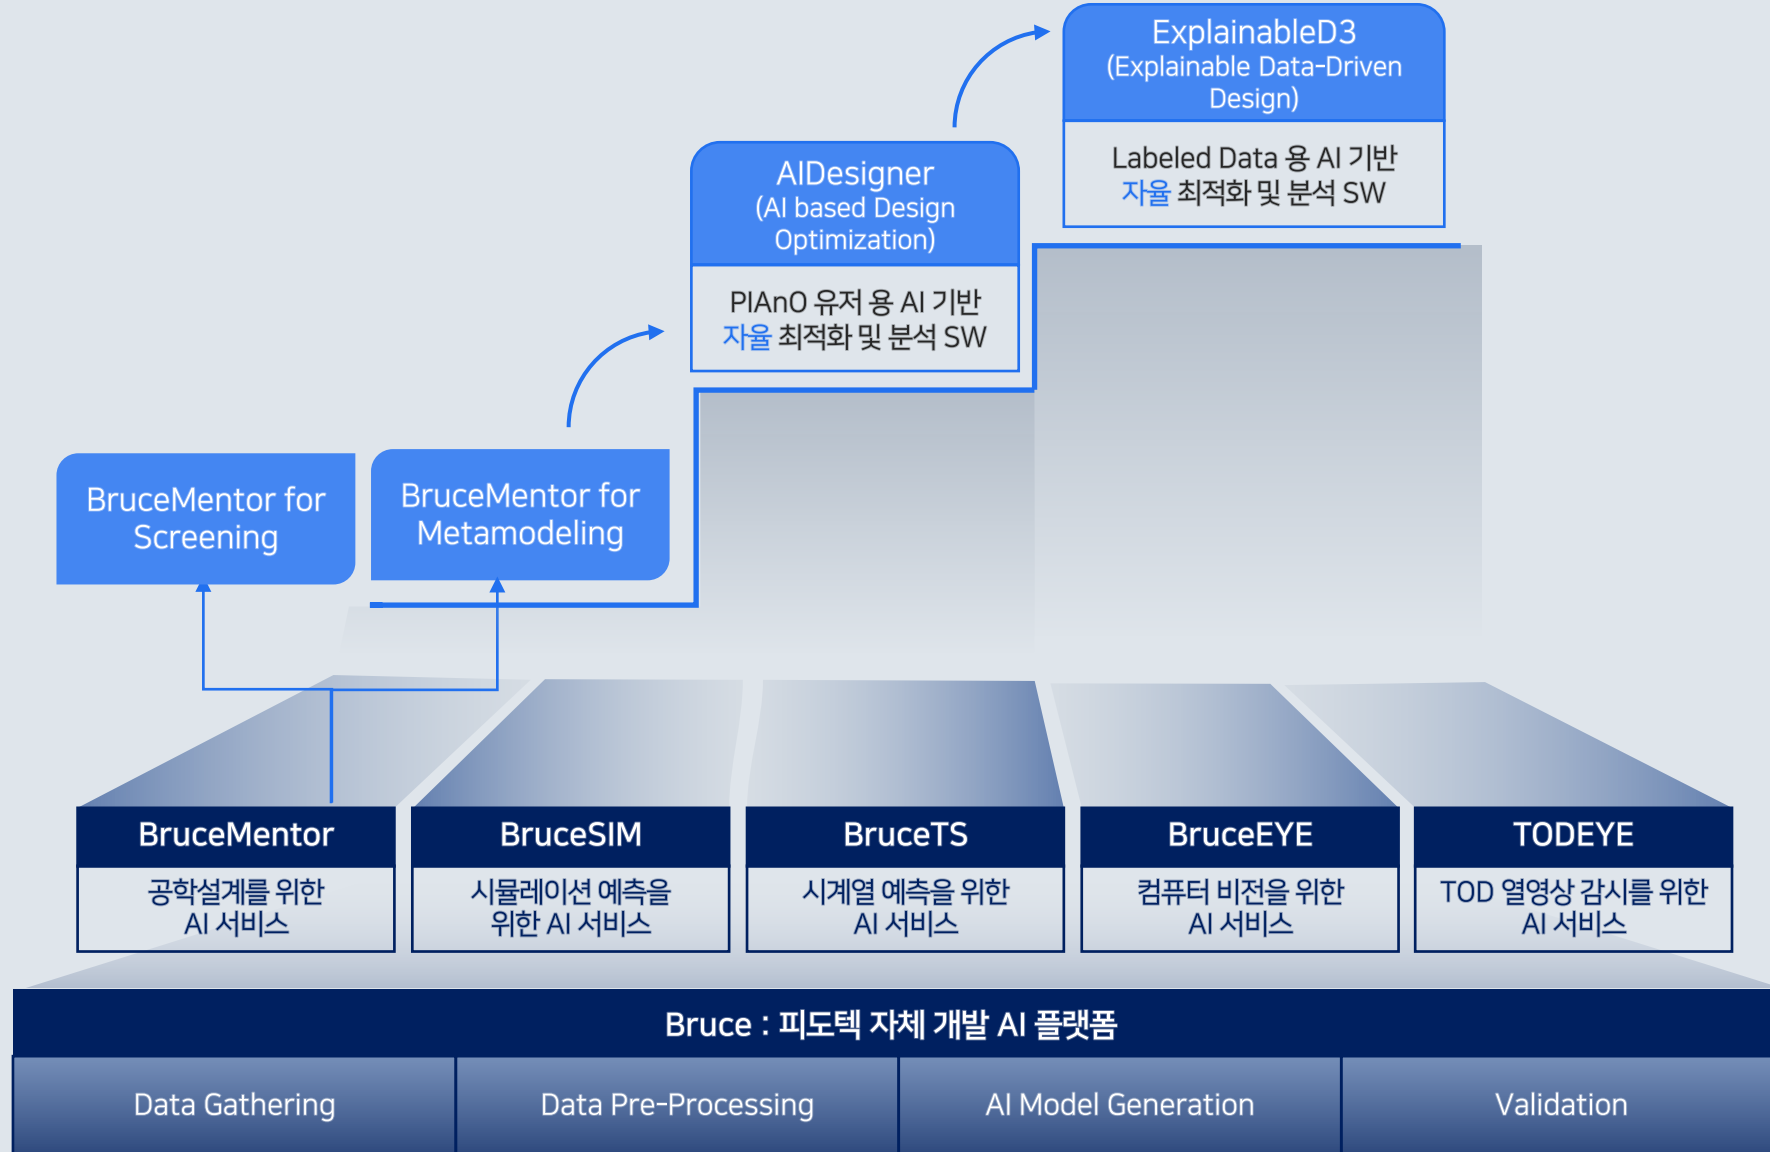 ExplainableD3
(Explainable Data-Driven
Design)
Labeled Data 용 AI 기반
자율 최적화 및 분석 SW
AIDesigner
(AI based Design
Optimization)
PIAnO 유저 용 AI 기반
자율 최적화 및 분석 SW
BruceMentor for
Screening
BruceMentor for
Metamodeling
BruceMentor
공학설계를 위한
AI 서비스
BruceSIM
시뮬레이션 예측을
위한 AI 서비스
BruceTS
시계열 예측을 위한
AI 서비스
BruceEYE
컴퓨터 비전을 위한
AI 서비스
TODEYE
TOD 열영상 감시를 위한
AI 서비스
Bruce : 피도텍 자체 개발 AI 플랫폼
Data Gathering
Data Pre-Processing
AI Model Generation
Validation